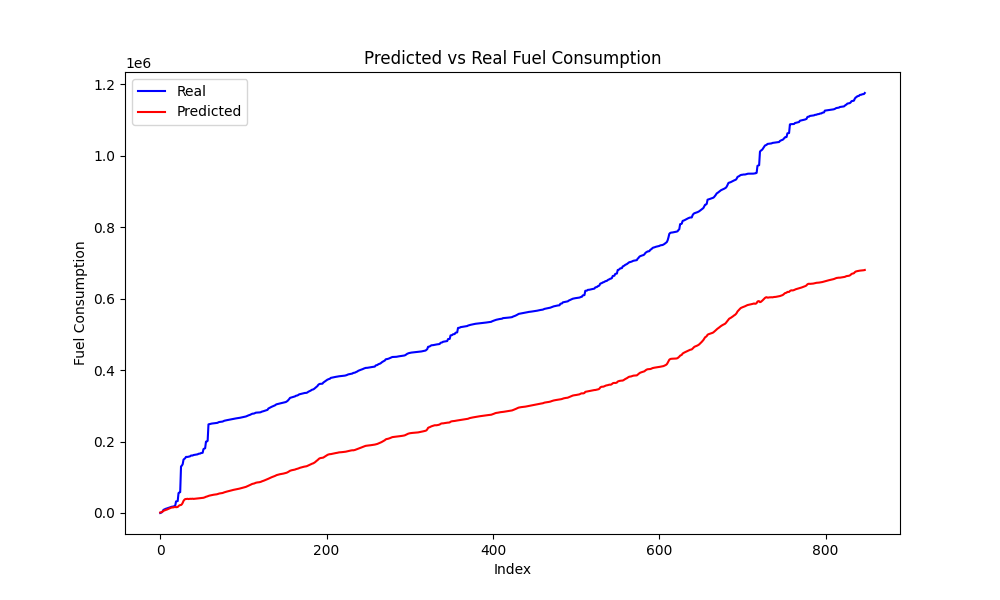 Predicted vs Real Fuel Consumption
1e6
Real
Predicted
1.2
1.0
0.8
0.6
0.4
0.2
0.0
Fuel Consumption
0 200 400 600 800
Index